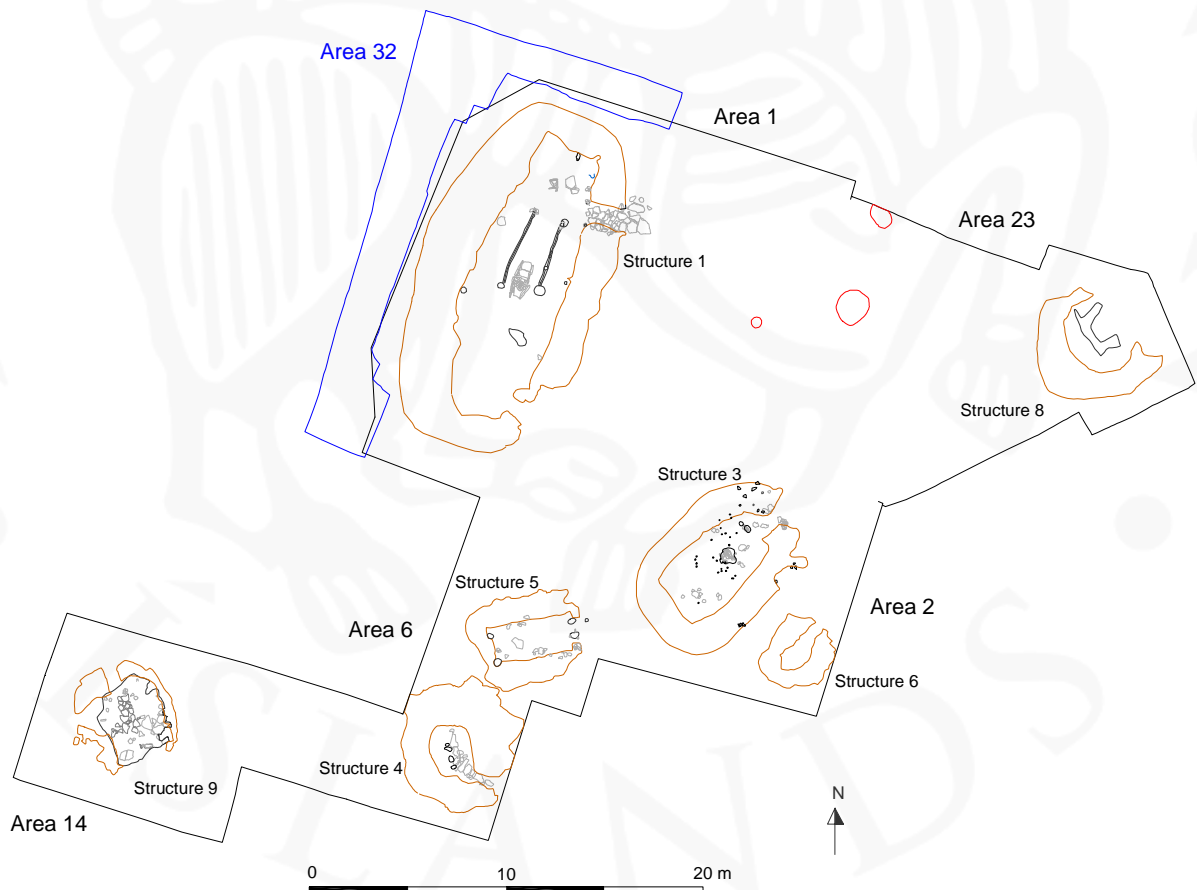 Area 32
Area 1
Area 23
Structure 1
Structure 8
Structure 3
Structure 5
Area 2
Area 6
Structure 6
Structure 4
Structure 9
Area 14
N
0
10
20 m
ÍSLANDS